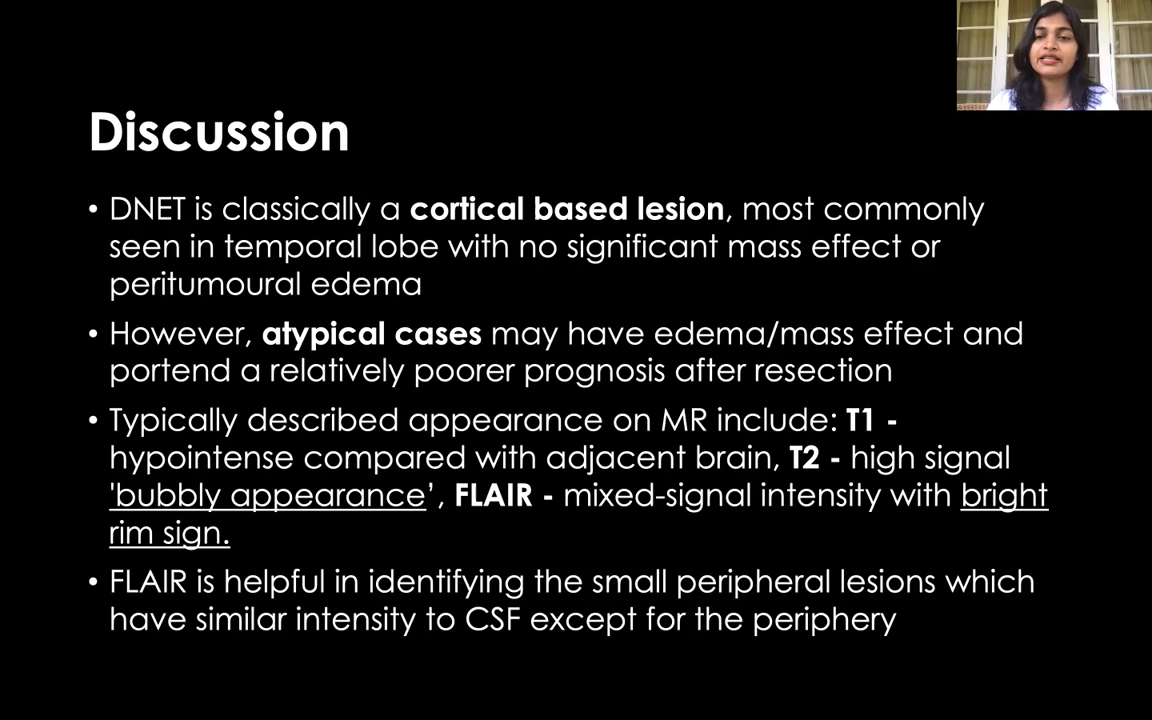 Discussion
• DNET is classically a cortical based lesion, most commonly
seen in temporal lobe with no significant mass effect or
peritumoural edema
• However, atypical cases may have edema/mass effect and
portend a relatively poorer prognosis after resection
• Typically described appearance on MR include: T1 -
hypointense compared with adjacent brain, T2 - high signal
'bubbly appearance’, FLAIR - mixed-signal intensity with bright
rim sign.
• FLAIR is helpful in identifying the small peripheral lesions which
have similar intensity to CSF except for the periphery